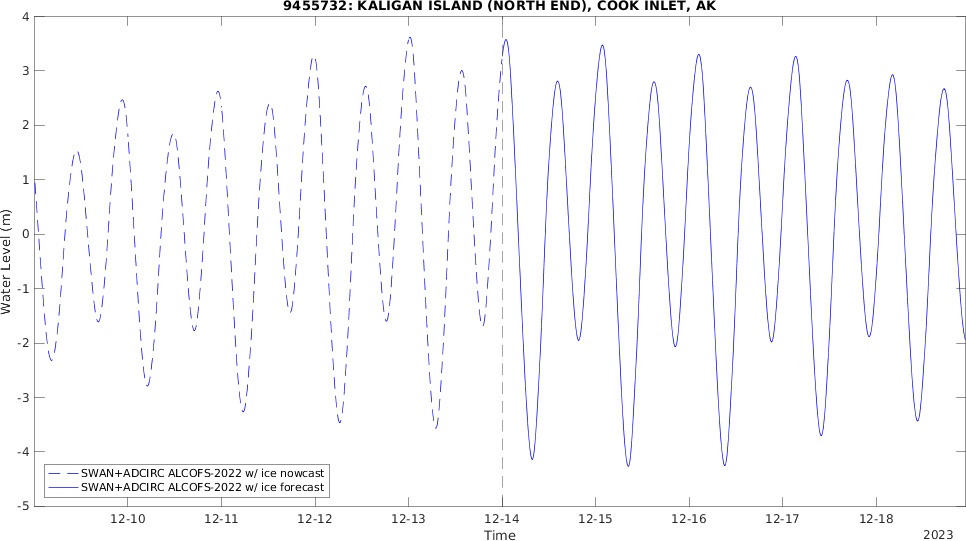 9455732: KALIGAN ISLAND (NORTH END), COOK INLET, AK
4
3
2
1
0
-1
-2
-3
-4
-5
Water Level (m)
SWAN+ADCIRC ALCOFS-2022 w/ ice nowcast
SWAN+ADCIRC ALCOFS-2022 w/ ice forecast
12-10 12-11 12-12 12-13 12-14 12-15 12-16 12-17 12-18
Time
2023